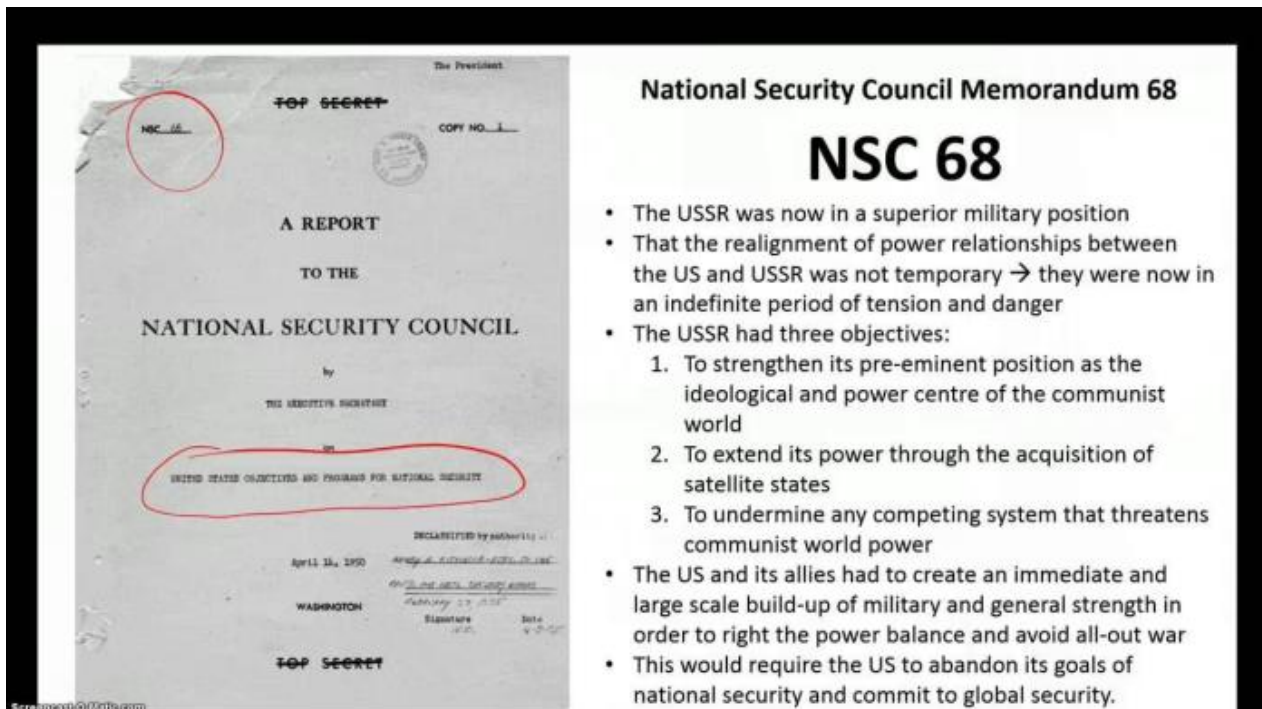 The President
TOP SECRET
NSC 68
COPY NO. 1
A REPORT
TO THE
NATIONAL SECURITY COUNCIL
by
THE EXECUTIVE SECRETARY
on
UNITED STATES OBJECTIVES AND PROGRAMS FOR NATIONAL SECURITY
DECLASSIFIED by authority
April 14, 1950
WASHINGTON
Signature
Date
TOP SECRET
National Security Council Memorandum 68
NSC 68
• The USSR was now in a superior military position
• That the realignment of power relationships between
the US and USSR was not temporary → they were now in
an indefinite period of tension and danger
• The USSR had three objectives:
1. To strengthen its pre-eminent position as the
ideological and power centre of the communist
world
2. To extend its power through the acquisition of
satellite states
3. To undermine any competing system that threatens
communist world power
• The US and its allies had to create an immediate and
large scale build-up of military and general strength in
order to right the power balance and avoid all-out war
• This would require the US to abandon its goals of
national security and commit to global security.
Screencast-O-Matic.com